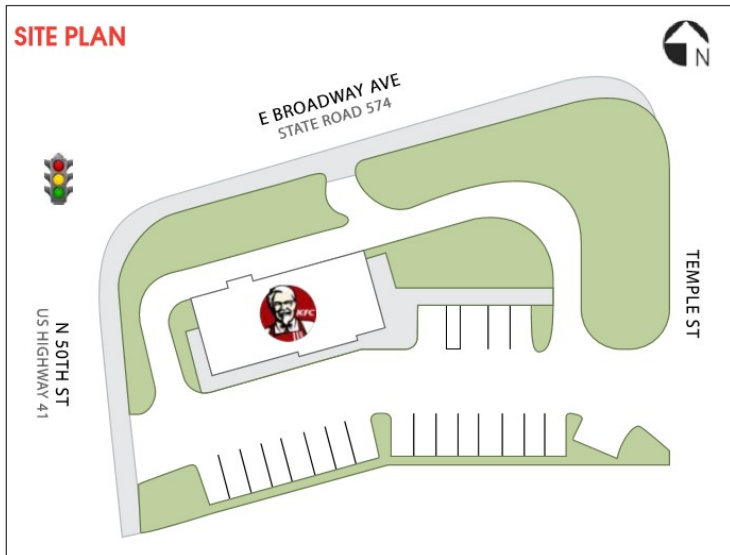 SITE PLAN
N
E BROADWAY AVE
STATE ROAD 574
N 50TH ST
US HIGHWAY 41
KFC
TEMPLE ST